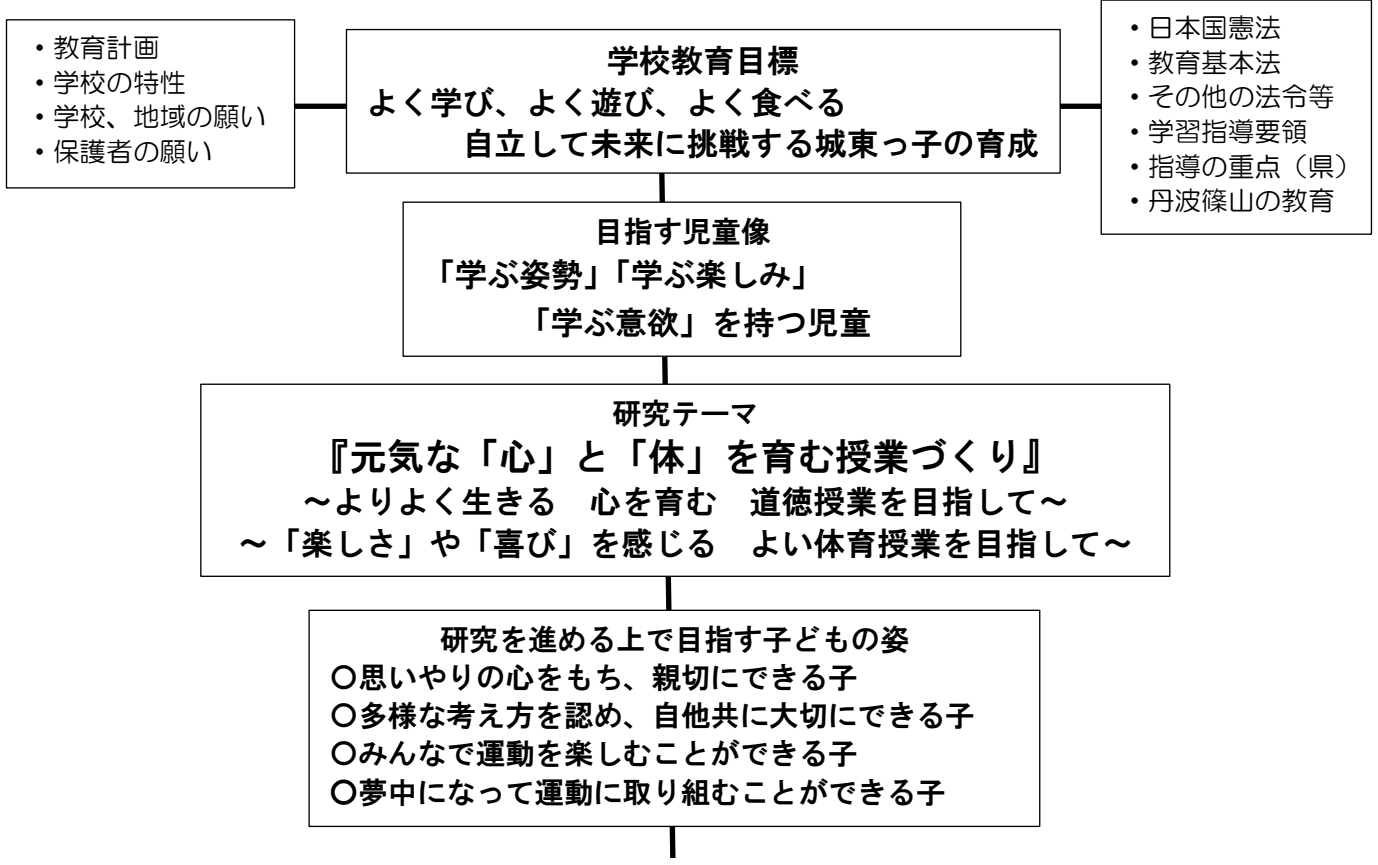 ・教育計画
・学校の特性
・学校、地域の願い
・保護者の願い
学校教育目標
よく学び、よく遊び、よく食べる
自立して未来に挑戦する城東っ子の育成
・日本国憲法
・教育基本法
・その他の法令等
・学習指導要領
・指導の重点（県）
・丹波篠山の教育
目指す児童像
「学ぶ姿勢」「学ぶ楽しみ」
「学ぶ意欲」を持つ児童
研究テーマ
『元気な「心」と「体」を育む授業づくり』
～よりよく生きる　心を育む　道徳授業を目指して～
～「楽しさ」や「喜び」を感じる　よい体育授業を目指して～
研究を進める上で目指す子どもの姿
〇思いやりの心をもち、親切にできる子
〇多様な考え方を認め、自他共に大切にできる子
〇みんなで運動を楽しむことができる子
〇夢中になって運動に取り組むことができる子